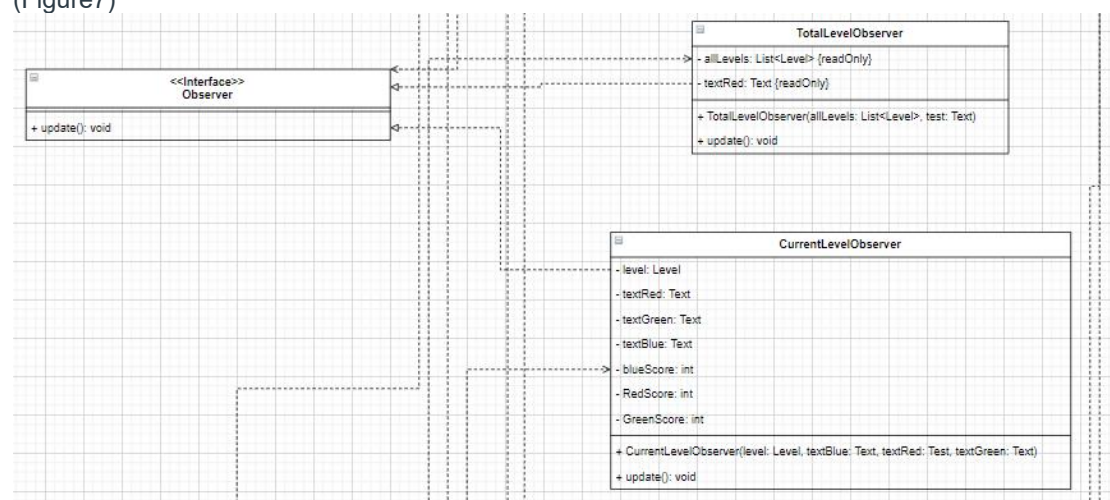 (Figure7)
<<Interface>>
Observer
+ update(): void
TotalLevelObserver
- allLevels: List<Level> {readOnly}
- textRed: Text {readOnly}
+ TotalLevelObserver(allLevels: List<Level>, test: Text)
+ update(): void
CurrentLevelObserver
- level: Level
- textRed: Text
- textGreen: Text
- textBlue: Text
- blueScore: int
- RedScore: int
- GreenScore: int
+ CurrentLevelObserver(level: Level, textBlue: Text, textRed: Test, textGreen: Text)
+ update(): void